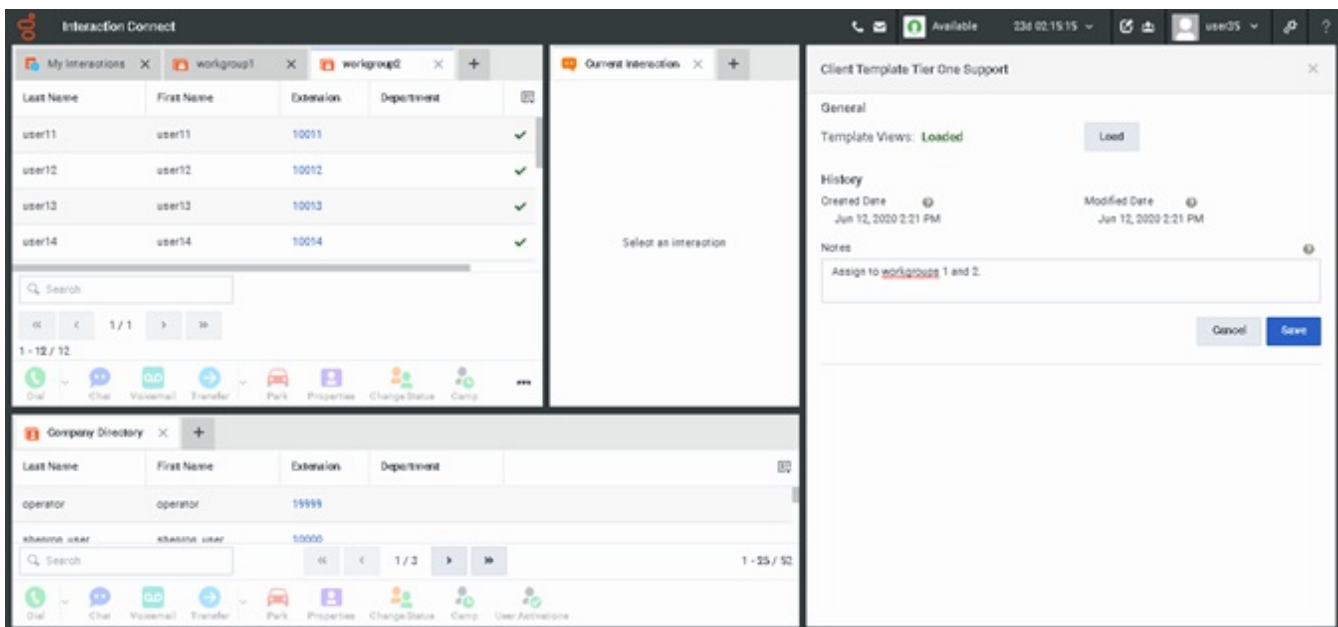 Interaction Connect
Available 23d 02:15:15 user35 ?
My Interactions workgroup1 workgroup2 +
Last Name First Name Extension Department
user11 user11 10011
user12 user12 10012
user13 user13 10013
user14 user14 10014
Search
1 / 1
1 - 12 / 12
Dial Chat Voicemail Transfer Park Properties Change Status Camp
Current Interaction +
Select an interaction
Company Directory +
Last Name First Name Extension Department
operator operator 19999
Search 1 / 3 1 - 25 / 52
Dial Chat Voicemail Transfer Park Properties Change Status Camp User Activations
Client Template Tier One Support
General
Template Views: Loaded Load
History
Created Date Modified Date
Jun 12, 2020 2:21 PM Jun 12, 2020 2:21 PM
Notes
Assign to workgroups 1 and 2.
Cancel Save